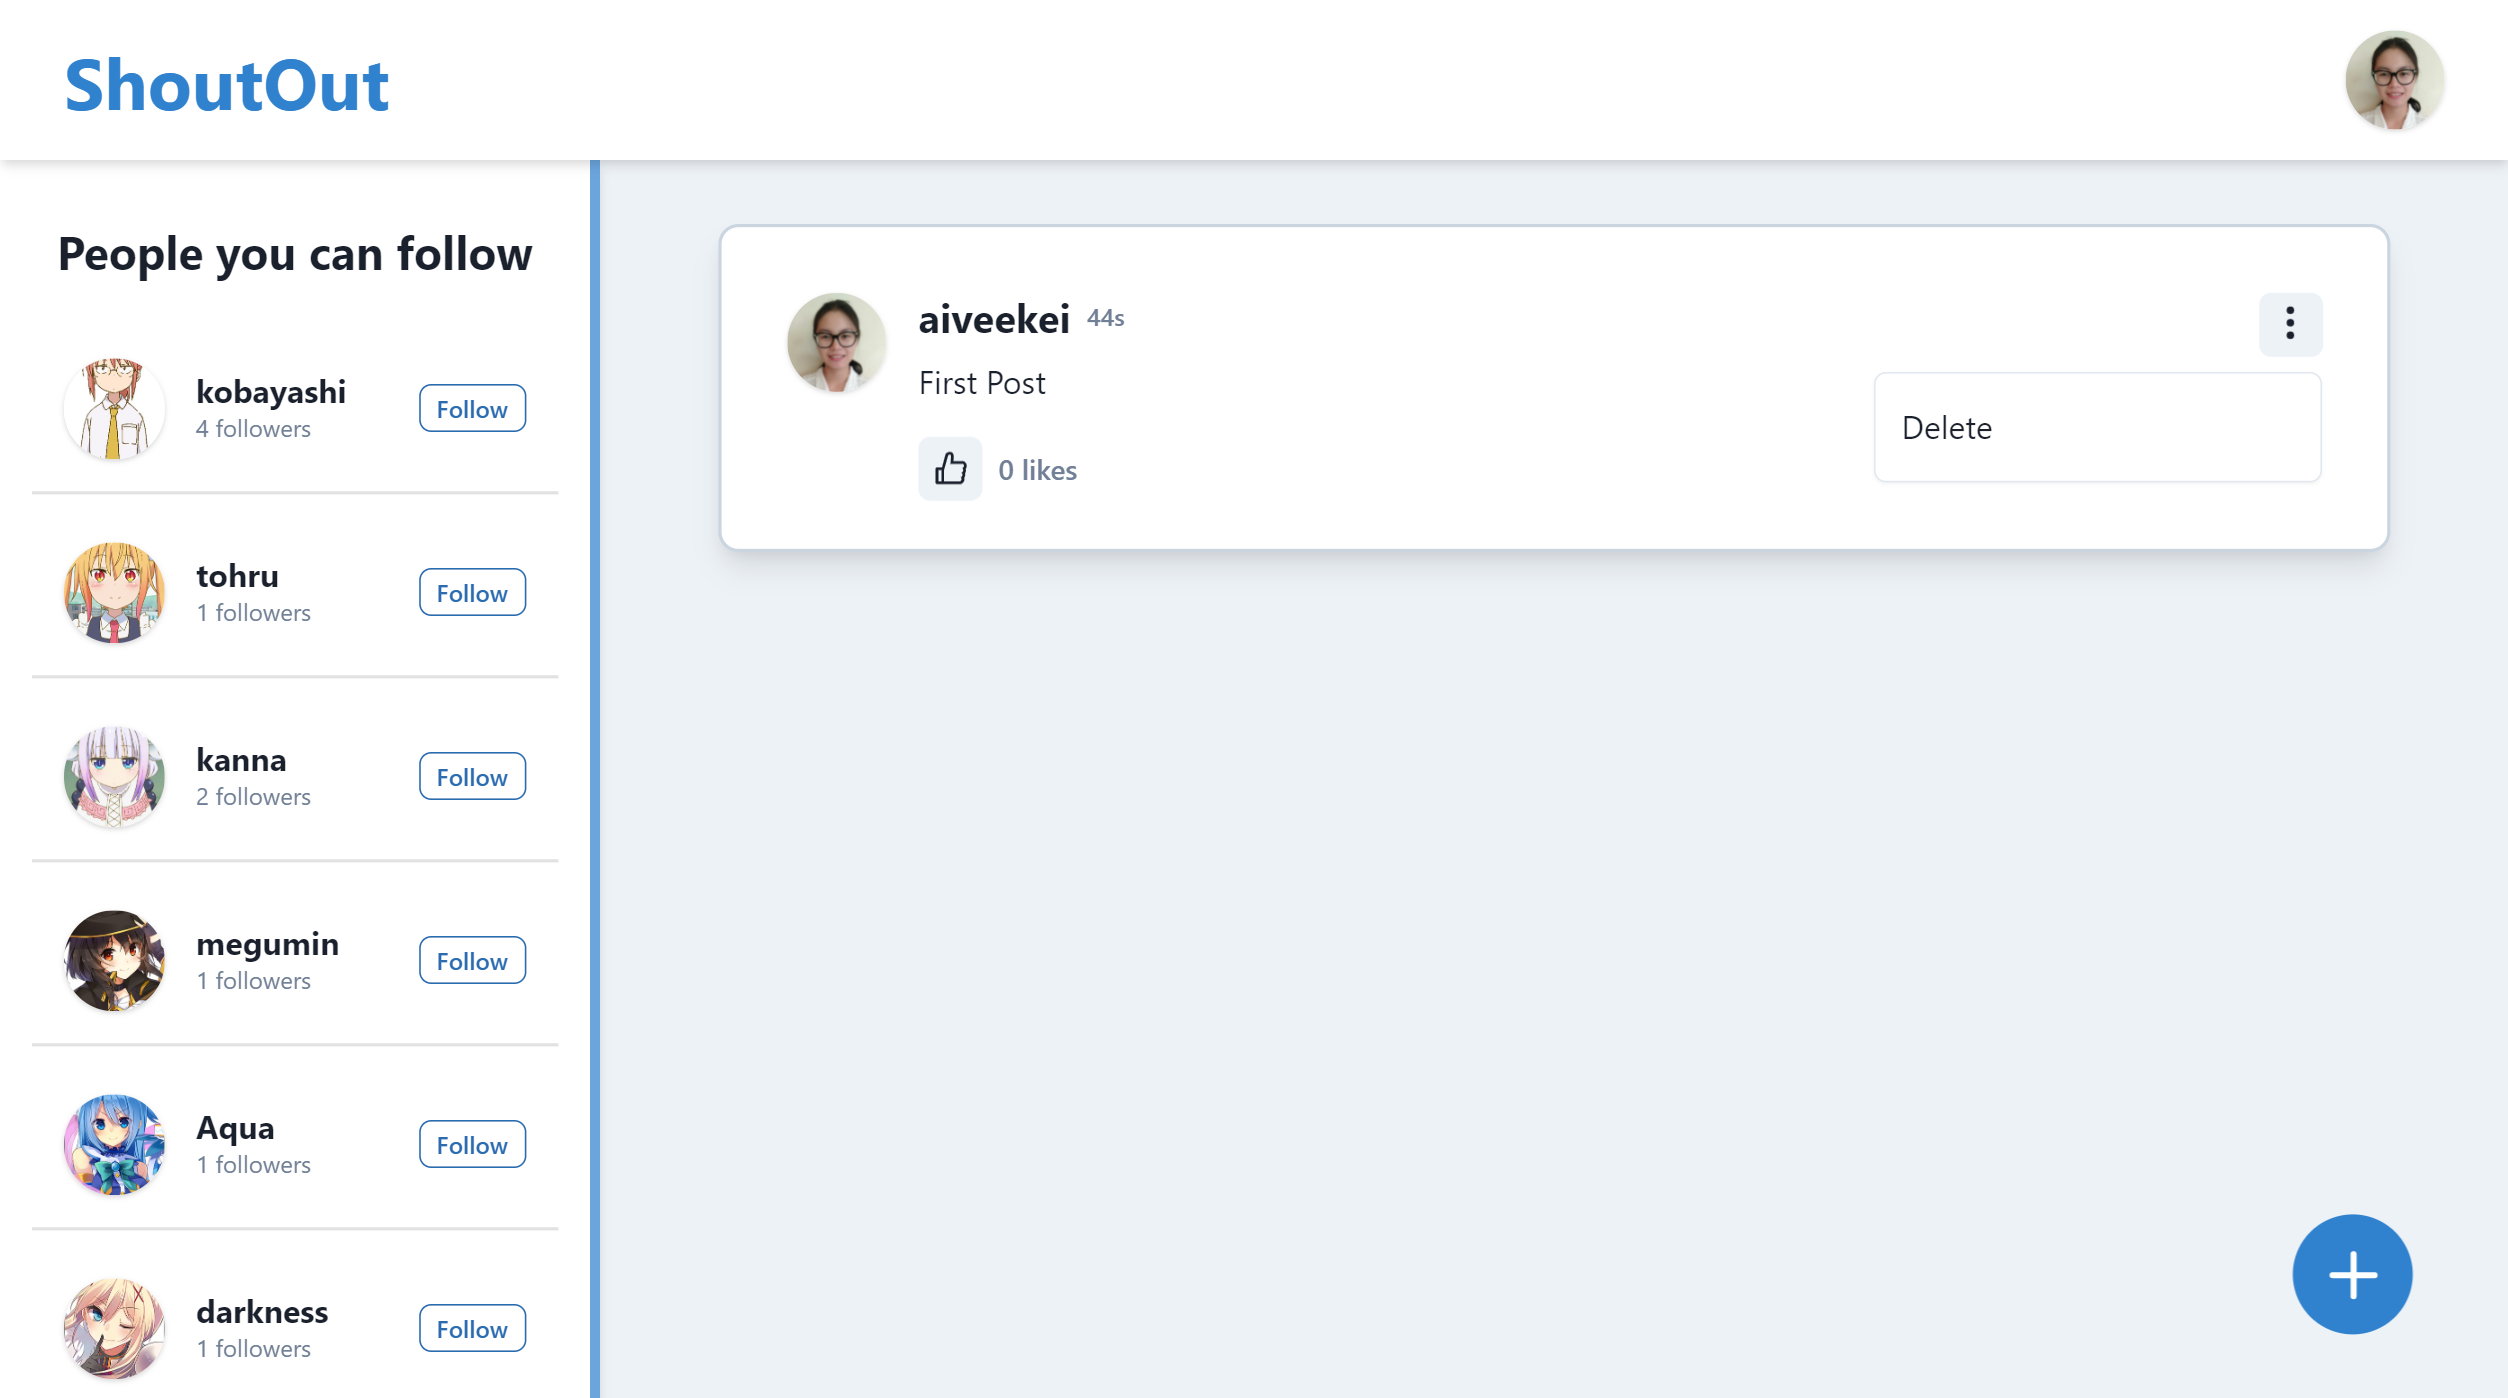 ShoutOut
People you can follow
kobayashi
4 followers
Follow
tohru
1 followers
Follow
kanna
2 followers
Follow
megumin
1 followers
Follow
Aqua
1 followers
Follow
darkness
1 followers
Follow
aiveekei 44s
First Post
0 likes
Delete